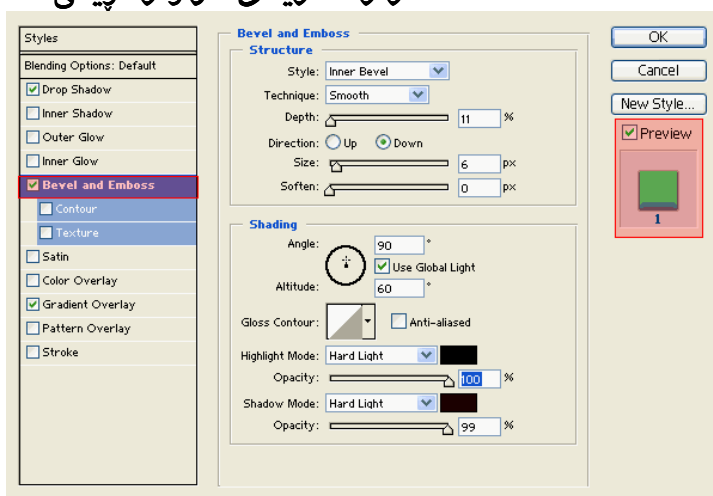 Styles
Blending Options: Default
Drop Shadow
Inner Shadow
Outer Glow
Inner Glow
Bevel and Emboss
Contour
Texture
Satin
Color Overlay
Gradient Overlay
Pattern Overlay
Stroke
Bevel and Emboss
Structure
Style: Inner Bevel
Technique: Smooth
Depth: 11 %
Direction: Up Down
Size: 6 px
Soften: 0 px
Shading
Angle: 90 °
Use Global Light
Altitude: 60 °
Gloss Contour: Anti-aliased
Highlight Mode: Hard Light
Opacity: 100 %
Shadow Mode: Hard Light
Opacity: 99 %
OK
Cancel
New Style...
Preview
1